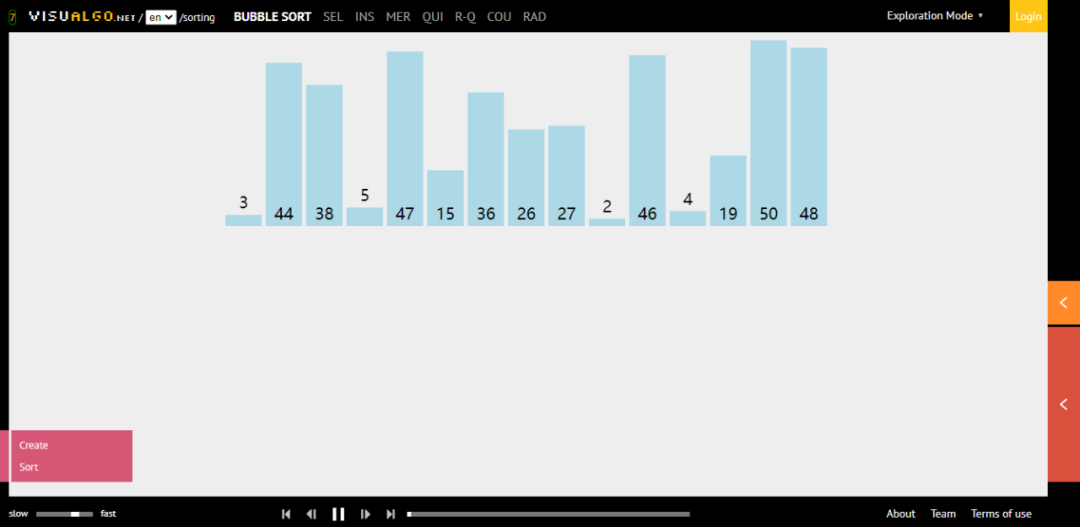 7 VISUALGO.NET / en /sorting BUBBLE SORT SEL INS MER QUI R-Q COU RAD Exploration Mode Login
3 44 38 5 47 15 36 26 27 2 46 4 19 50 48
Create
Sort
slow fast About Team Terms of use